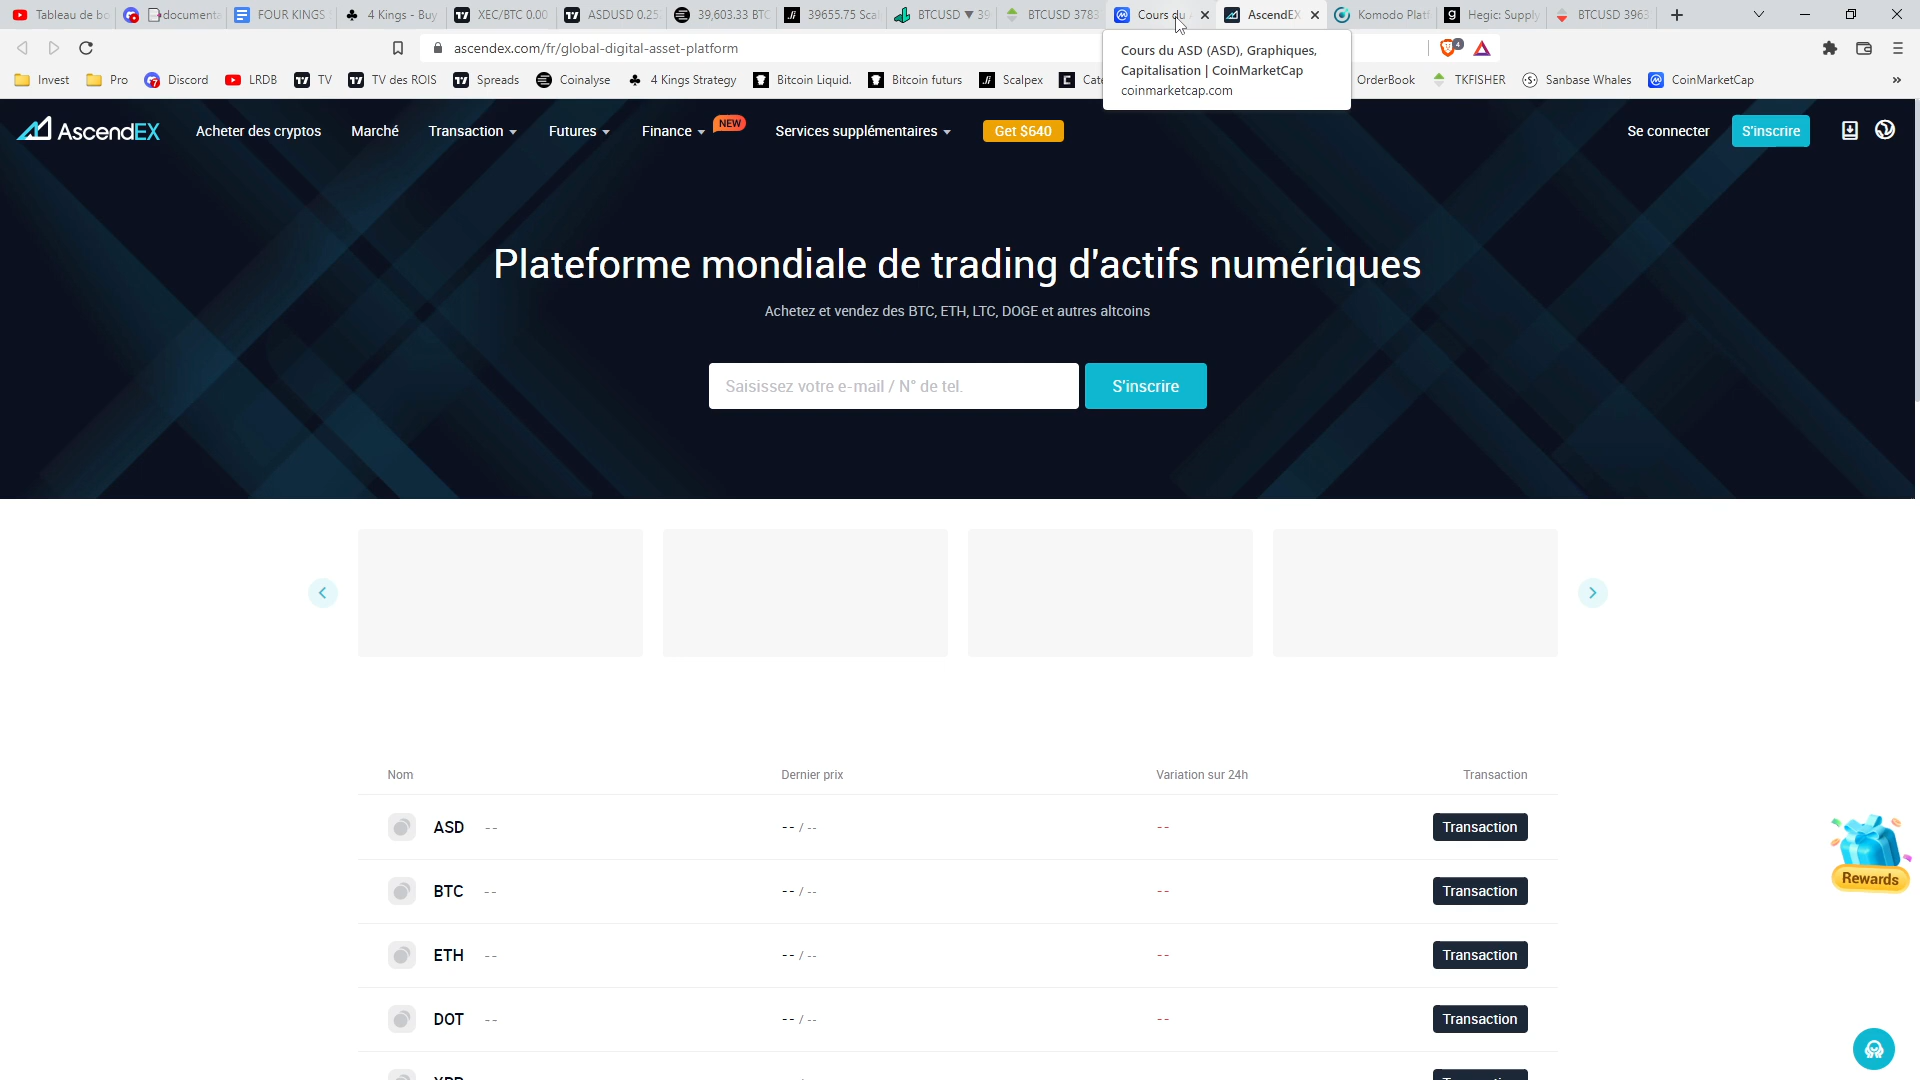 Tableau de bo
documenta
FOUR KINGS
4 Kings - Buy
XEC/BTC 0.00
ASDUSD 0.25
39,603.33 BTC
39655.75 Scal
BTCUSD ▼ 39
BTCUSD 3783
Cours du
AscendEX
Komodo Platf
Hegic: Supply
BTCUSD 3963
ascendex.com/fr/global-digital-asset-platform
4
Cours du ASD (ASD), Graphiques,
Capitalisation | CoinMarketCap
coinmarketcap.com
Invest
Pro
7
Discord
LRDB
TV
TV des ROIS
Spreads
Coinalyse
4 Kings Strategy
Bitcoin Liquid.
Bitcoin futurs
Scalpex
OrderBook
TKFISHER
Sanbase Whales
CoinMarketCap
»
AscendEX
Acheter des cryptos
Marché
Transaction
Futures
Finance
NEW
Services supplémentaires
Get $640
Se connecter
S'inscrire
Plateforme mondiale de trading d'actifs numériques
Achetez et vendez des BTC, ETH, LTC, DOGE et autres altcoins
Saisissez votre e-mail / N° de tel.
S'inscrire
Nom
Dernier prix
Variation sur 24h
Transaction
ASD -- -- / -- -- Transaction
BTC -- -- / -- -- Transaction
ETH -- -- / -- -- Transaction
DOT -- -- / -- -- Transaction
Rewards